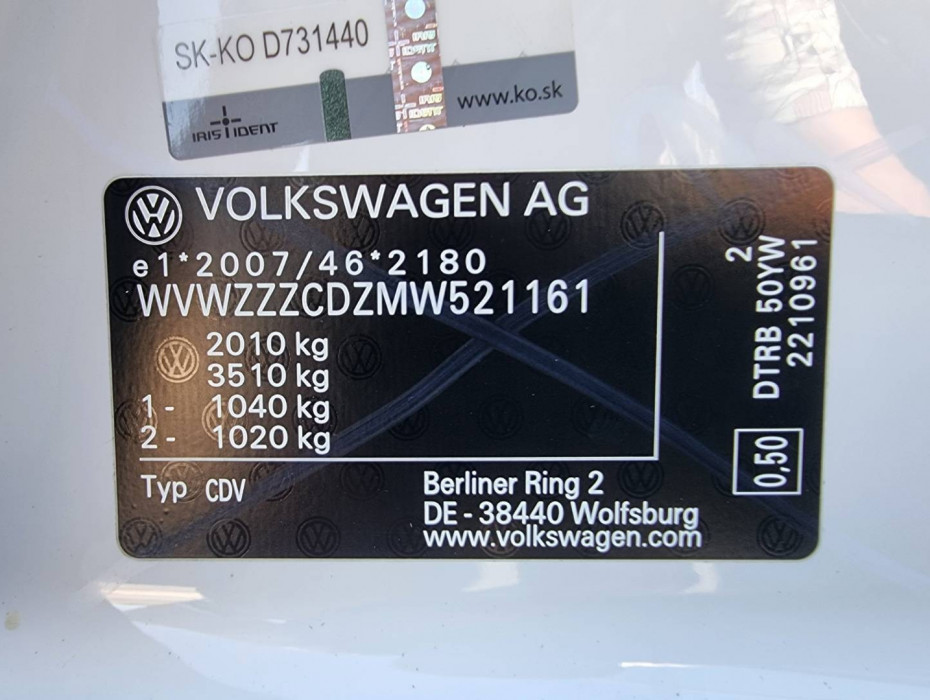 SK-KO D731440
IRIS IDENT
www.ko.sk
VOLKSWAGEN AG
e1*2007/46*2180
WVWZZZCDZMW521161
2010 kg
3510 kg
1 - 1040 kg
2 - 1020 kg
Typ CDV
Berliner Ring 2
DE - 38440 Wolfsburg
www.volkswagen.com
2
DTRB 50YW
2210961
0,50